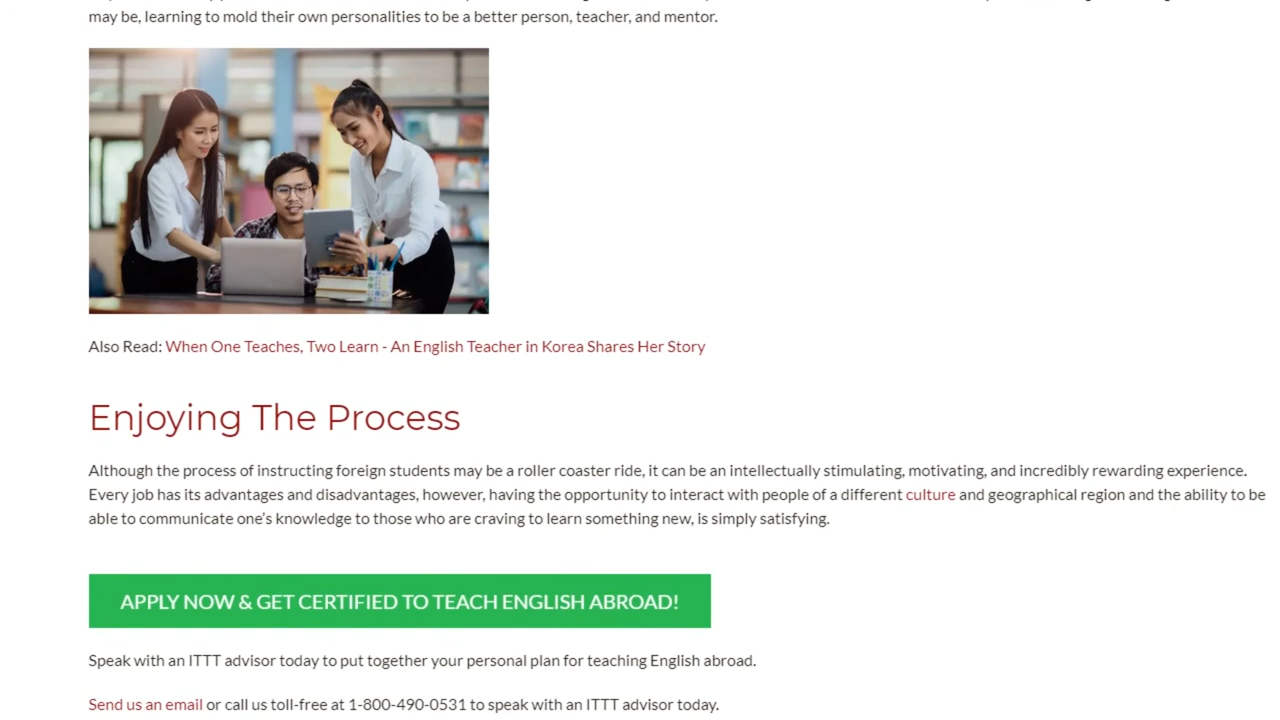 may be, learning to mold their own personalities to be a better person, teacher, and mentor.
Also Read: When One Teaches, Two Learn - An English Teacher in Korea Shares Her Story
Enjoying The Process
Although the process of instructing foreign students may be a roller coaster ride, it can be an intellectually stimulating, motivating, and incredibly rewarding experience.
Every job has its advantages and disadvantages, however, having the opportunity to interact with people of a different culture and geographical region and the ability to be
able to communicate one's knowledge to those who are craving to learn something new, is simply satisfying.
APPLY NOW & GET CERTIFIED TO TEACH ENGLISH ABROAD!
Speak with an ITTT advisor today to put together your personal plan for teaching English abroad.
Send us an email or call us toll-free at 1-800-490-0531 to speak with an ITTT advisor today.